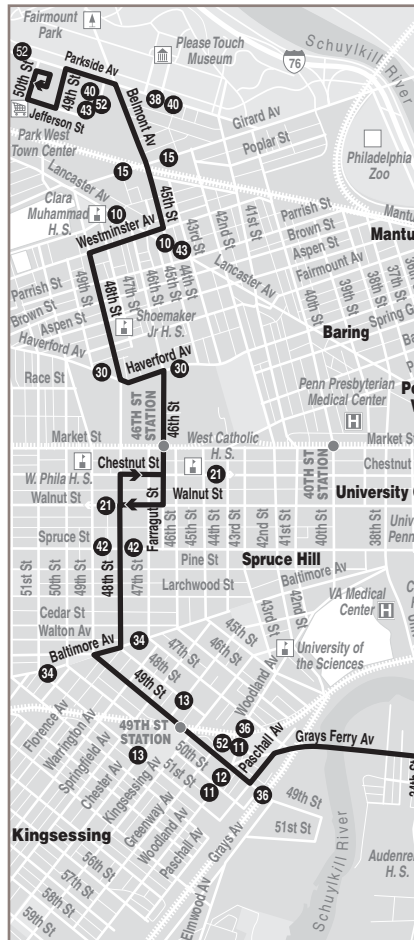 Fairmount
Park
Please Touch
Museum
Schuylkill River
76
52
50th St
Parkside Av
49th St
40
43
52
Jefferson St
Park West
Town Center
Belmont Av
38
40
Girard Av
Poplar St
Philadelphia
Zoo
15
15
Lancaster Av
Clara
Muhammad
H. S.
10
45th St
43rd St
42nd St
41st St
Westminster Av
10
43
Parrish St
Brown St
Aspen St
Fairmount Av
Mantu
Mantu
Lancaster Av
40th St
39th St
38th St
37th St
36
Spring G
Baring
Parrish St
Brown St
Aspen St
Haverford Av
49th St
48th St
47th St
46th St
45th St
44th St
Shoemaker
Jr H. S.
30
Haverford Av
30
Race St
46TH ST
STATION
46th St
Penn Presbyterian
Medical Center
H
Market St
Market St
West Catholic
H. S.
Chestnut St
Chestnut
40TH ST
STATION
W. Phila H. S.
21
Walnut St
Walnut St
21
University C
Farragut St
Spruce St
42
42
46th St
45th St
44th St
43rd St
42nd St
41st St
40th St
38th St
Univ
Penn
51st St
50th St
49th St
48th St
47th St
Pine St
Spruce Hill
Larchwood St
Baltimore Av
Cedar St
Walton Av
VA Medical
Center
H
Baltimore Av
34
34
43rd St
42nd St
45th St
46th St
47th St
46th St
Woodland Av
University of
the Sciences
49th St
13
49TH ST
STATION
13
36
52
11
Paschall Av
Grays Ferry Av
50th St
51st St
12
11
36
49th St
51st St
34th St
Florence Av
Warrington Av
Springfield Av
Chester Av
Kingsessing Av
Greenway Av
Woodland Av
Paschall Av
Grays Av
Elmwood Av
Kingsessing
56th St
57th St
58th St
59th St
Schuylkill River
Audenre
H. S.